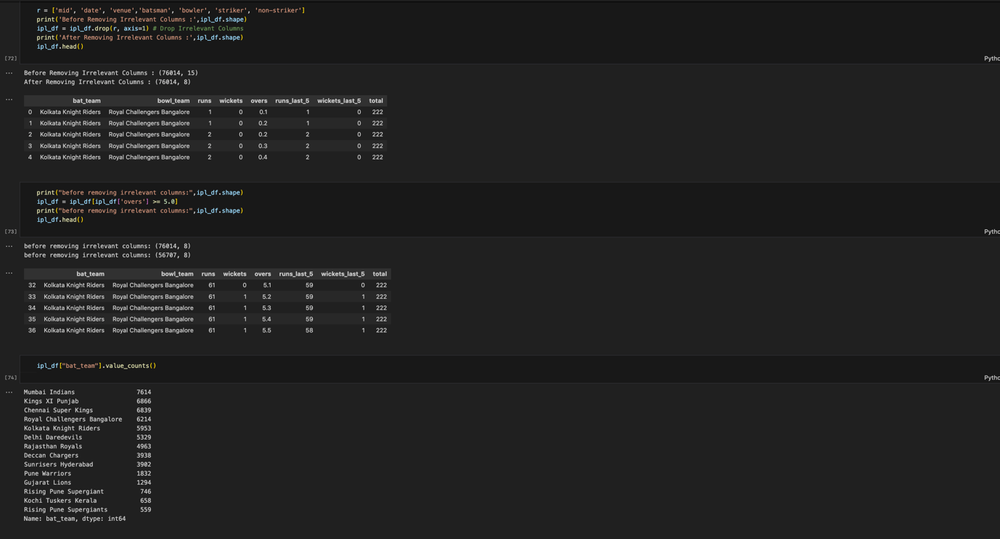 r = ['mid', 'date', 'venue','batsman', 'bowler', 'striker', 'non-striker']
print('Before Removing Irrelevant Columns :',ipl_df.shape)
ipl_df = ipl_df.drop(r, axis=1) # Drop Irrelevant Columns
print('After Removing Irrelevant Columns :',ipl_df.shape)
ipl_df.head()
[72]
Pytho
... Before Removing Irrelevant Columns : (76014, 15)
After Removing Irrelevant Columns : (76014, 8)
...
bat_team bowl_team runs wickets overs runs_last_5 wickets_last_5 total
0 Kolkata Knight Riders Royal Challengers Bangalore 1 0 0.1 1 0 222
1 Kolkata Knight Riders Royal Challengers Bangalore 1 0 0.2 1 0 222
2 Kolkata Knight Riders Royal Challengers Bangalore 2 0 0.2 2 0 222
3 Kolkata Knight Riders Royal Challengers Bangalore 2 0 0.3 2 0 222
4 Kolkata Knight Riders Royal Challengers Bangalore 2 0 0.4 2 0 222
print("before removing irrelevant columns:",ipl_df.shape)
ipl_df = ipl_df[ipl_df['overs'] >= 5.0]
print("before removing irrelevant columns:",ipl_df.shape)
ipl_df.head()
[73]
Pytho
... before removing irrelevant columns: (76014, 8)
before removing irrelevant columns: (56707, 8)
...
bat_team bowl_team runs wickets overs runs_last_5 wickets_last_5 total
32 Kolkata Knight Riders Royal Challengers Bangalore 61 0 5.1 59 0 222
33 Kolkata Knight Riders Royal Challengers Bangalore 61 1 5.2 59 1 222
34 Kolkata Knight Riders Royal Challengers Bangalore 61 1 5.3 59 1 222
35 Kolkata Knight Riders Royal Challengers Bangalore 61 1 5.4 59 1 222
36 Kolkata Knight Riders Royal Challengers Bangalore 61 1 5.5 58 1 222
ipl_df["bat_team"].value_counts()
[74]
Pytho
... Mumbai Indians 7614
Kings XI Punjab 6866
Chennai Super Kings 6839
Royal Challengers Bangalore 6214
Kolkata Knight Riders 5953
Delhi Daredevils 5329
Rajasthan Royals 4963
Deccan Chargers 3938
Sunrisers Hyderabad 3902
Pune Warriors 1832
Gujarat Lions 1294
Rising Pune Supergiant 746
Kochi Tuskers Kerala 658
Rising Pune Supergiants 559
Name: bat_team, dtype: int64